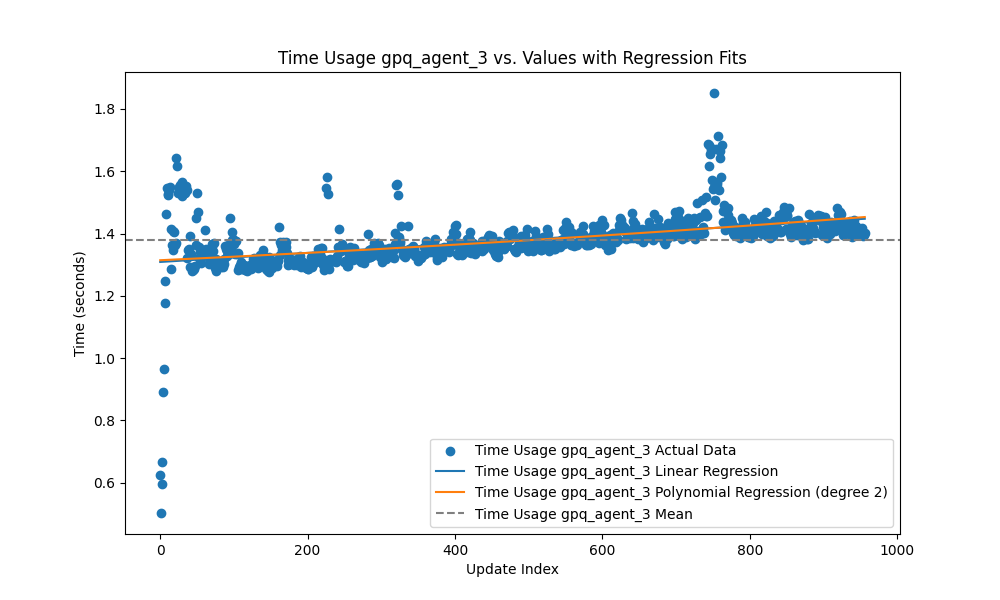 Time Usage gpq_agent_3 vs. Values with Regression Fits
Time (seconds)
1.8
1.6
1.4
1.2
1.0
0.8
0.6
Time Usage gpq_agent_3 Actual Data
Time Usage gpq_agent_3 Linear Regression
Time Usage gpq_agent_3 Polynomial Regression (degree 2)
Time Usage gpq_agent_3 Mean
0 200 400 600 800 1000
Update Index